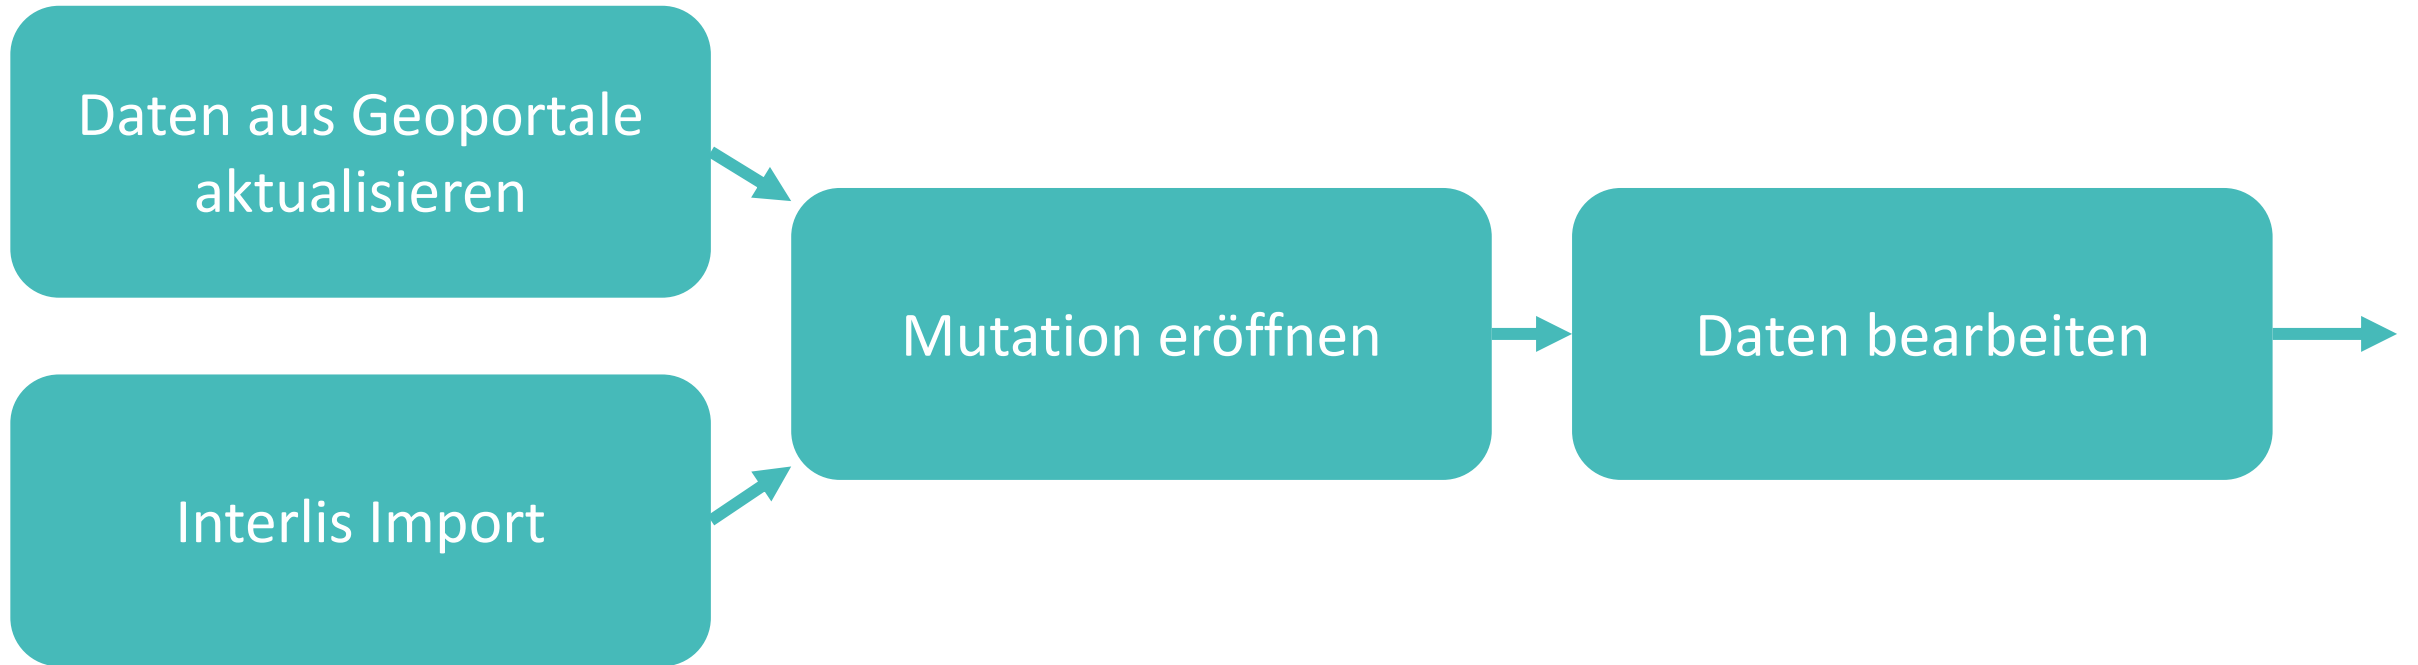 Daten aus Geoportale
aktualisieren
Interlis Import
Mutation eröffnen
Daten bearbeiten